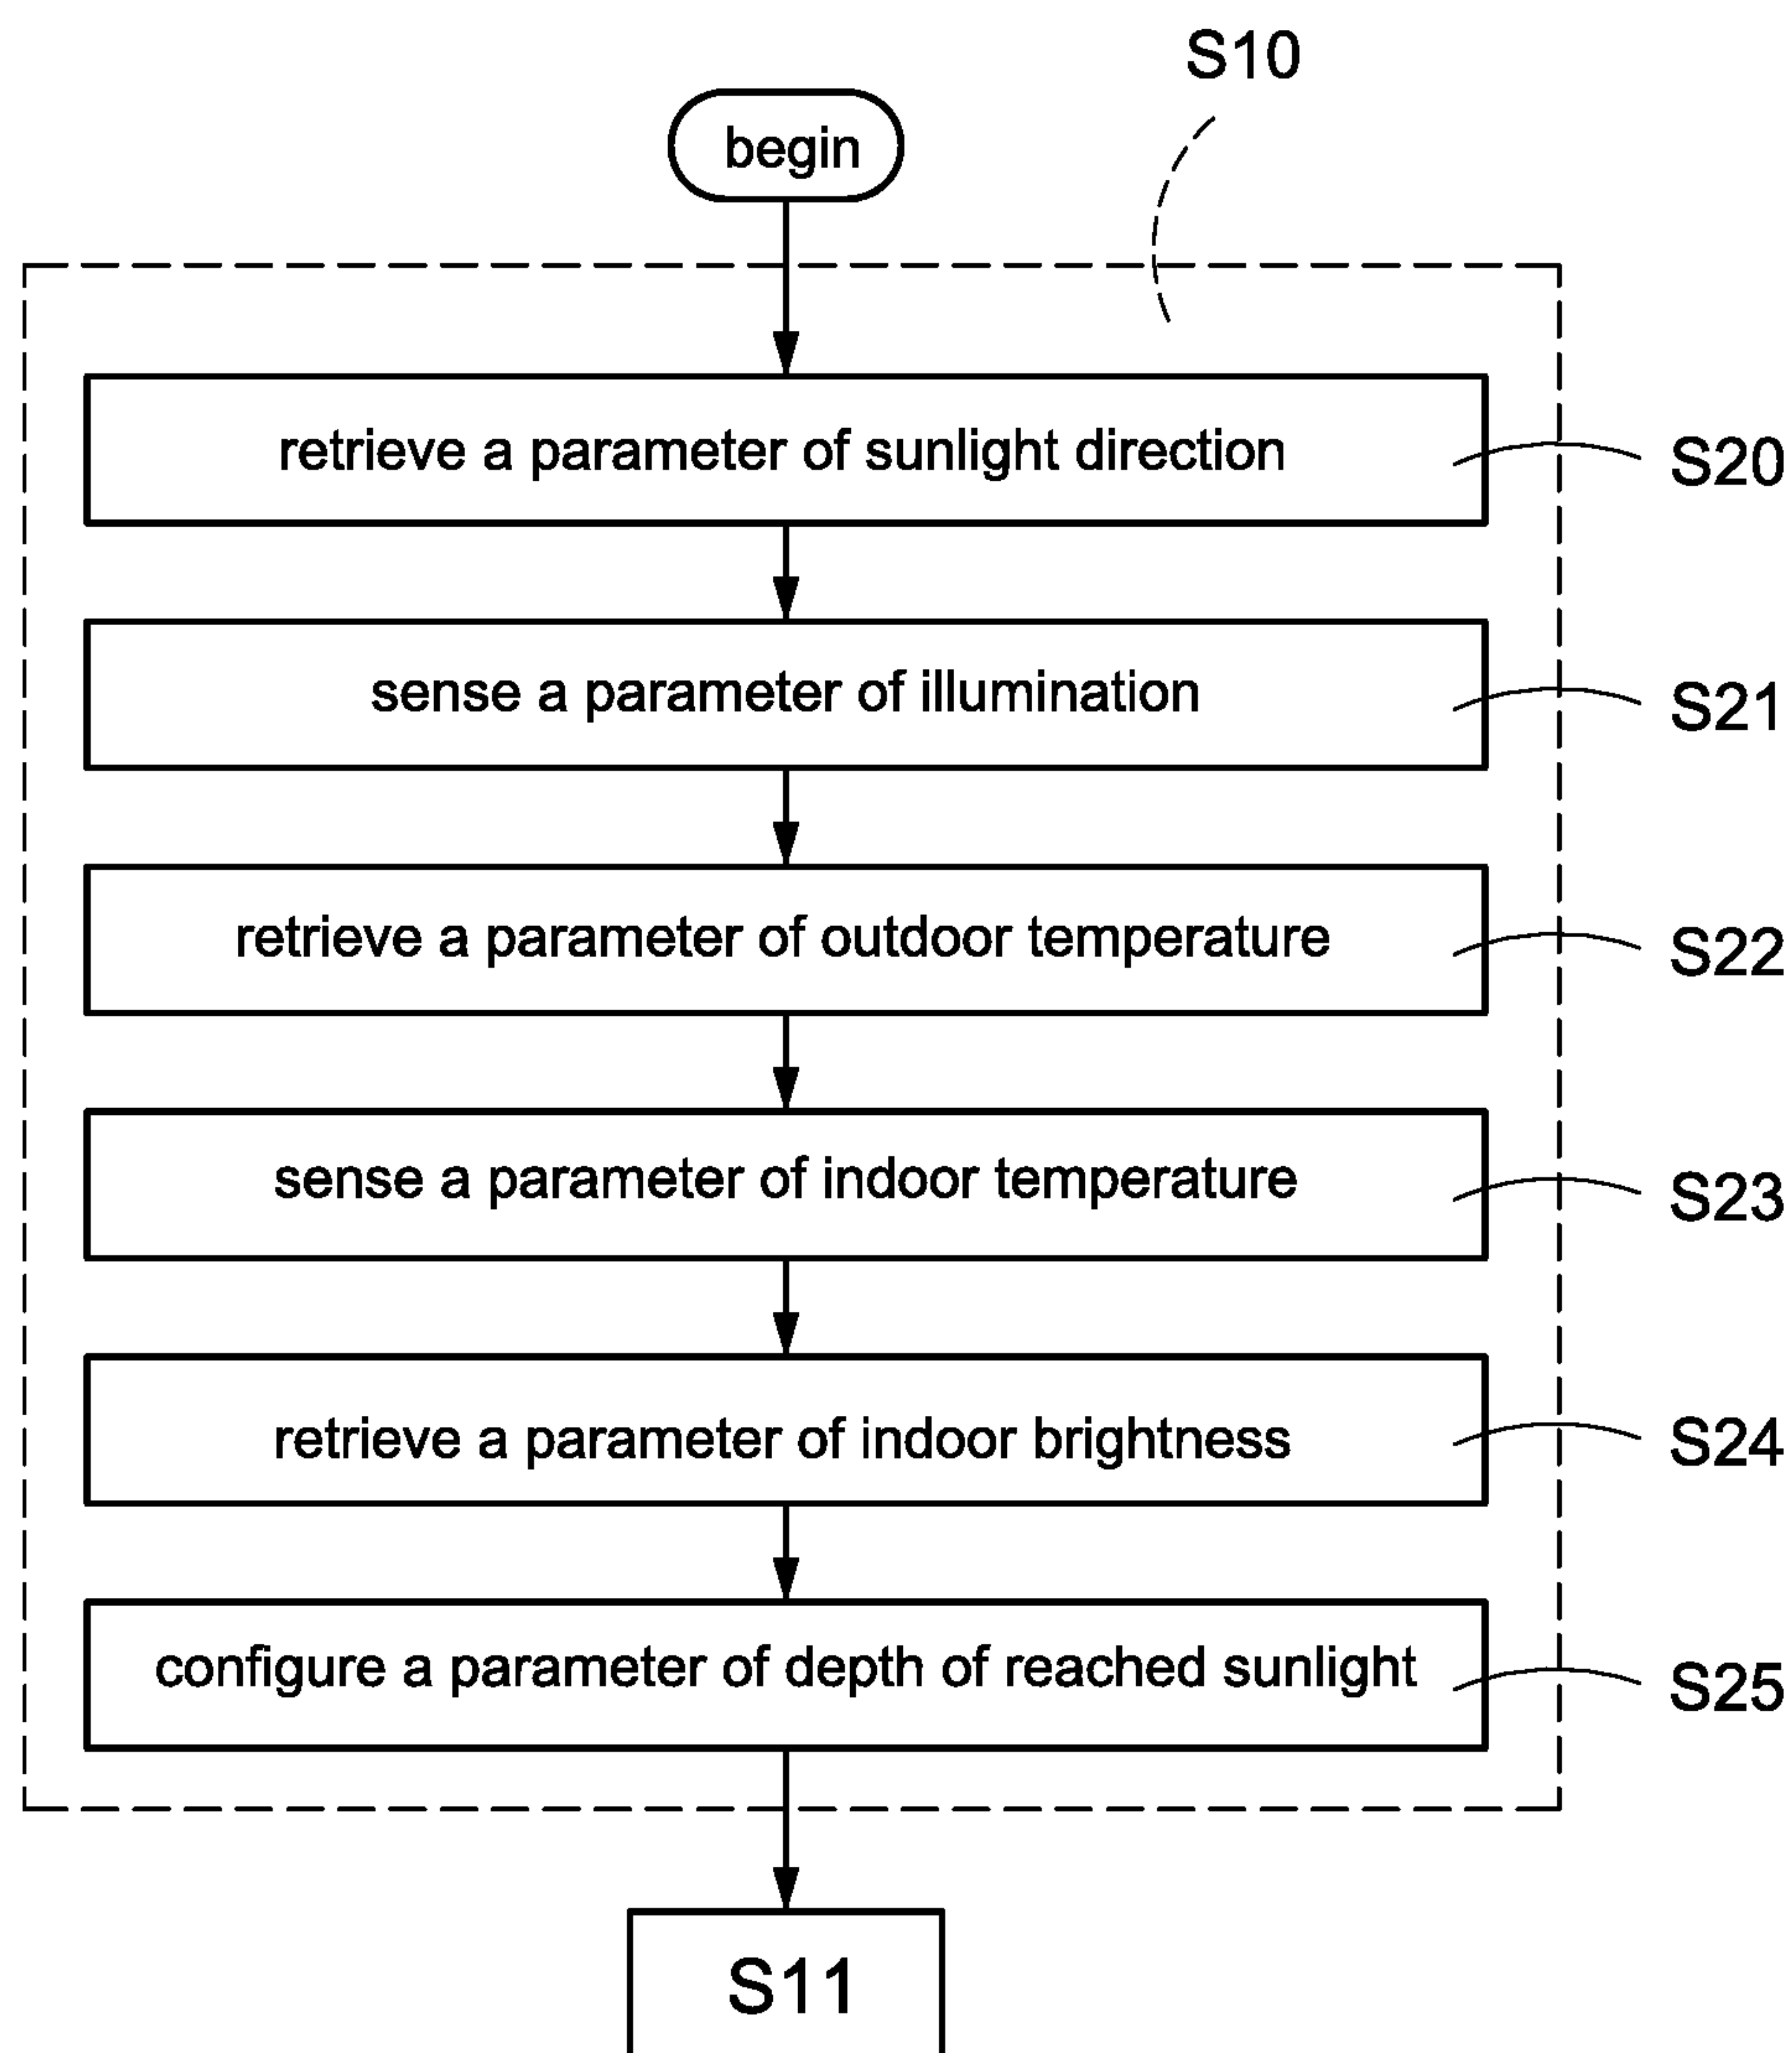 S10
begin
retrieve a parameter of sunlight direction
S20
sense a parameter of illumination
S21
retrieve a parameter of outdoor temperature
S22
sense a parameter of indoor temperature
S23
retrieve a parameter of indoor brightness
S24
configure a parameter of depth of reached sunlight
S25
S11